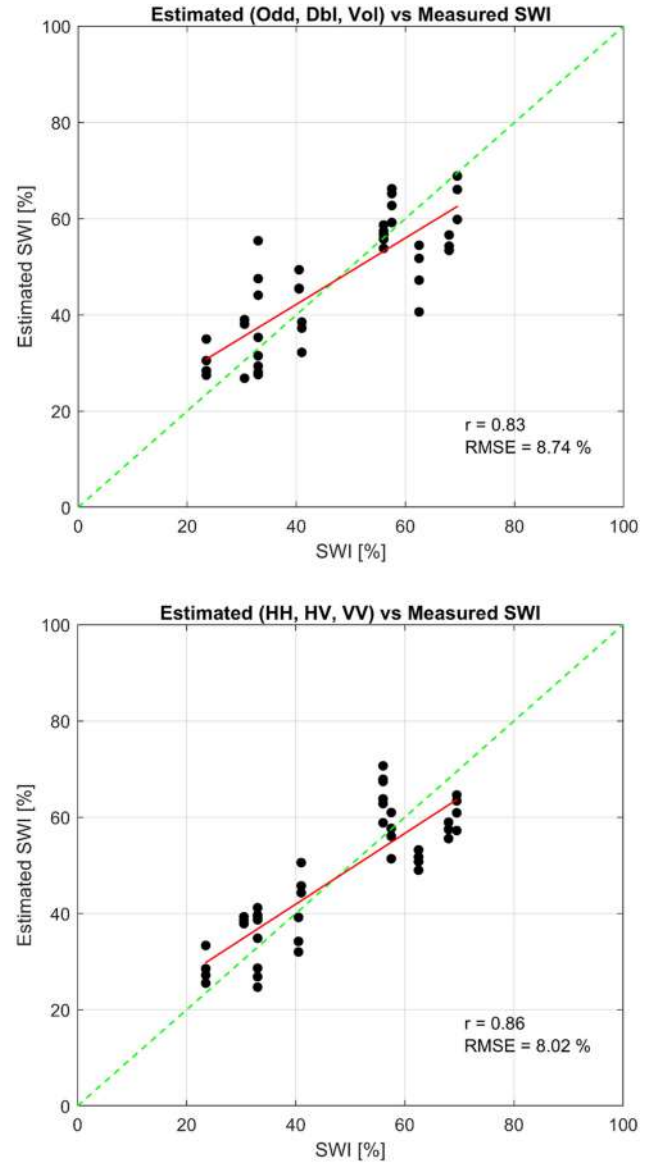 Estimated (Odd, Dbl, Vol) vs Measured SWI
100
80
60
40
20
0
Estimated SWI [%]
r = 0.83
RMSE = 8.74 %
0 20 40 60 80 100
SWI [%]
Estimated (HH, HV, VV) vs Measured SWI
100
80
60
40
20
0
Estimated SWI [%]
r = 0.86
RMSE = 8.02 %
0 20 40 60 80 100
SWI [%]